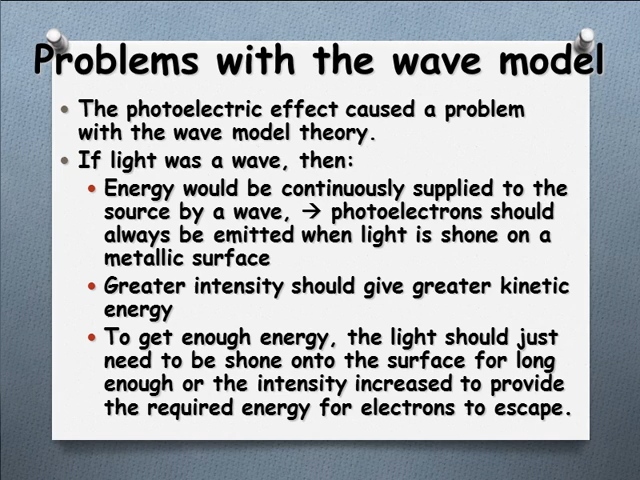 Problems with the wave model
• The photoelectric effect caused a problem
with the wave model theory.
• If light was a wave, then:
• Energy would be continuously supplied to the
source by a wave, → photoelectrons should
always be emitted when light is shone on a
metallic surface
• Greater intensity should give greater kinetic
energy
• To get enough energy, the light should just
need to be shone onto the surface for long
enough or the intensity increased to provide
the required energy for electrons to escape.